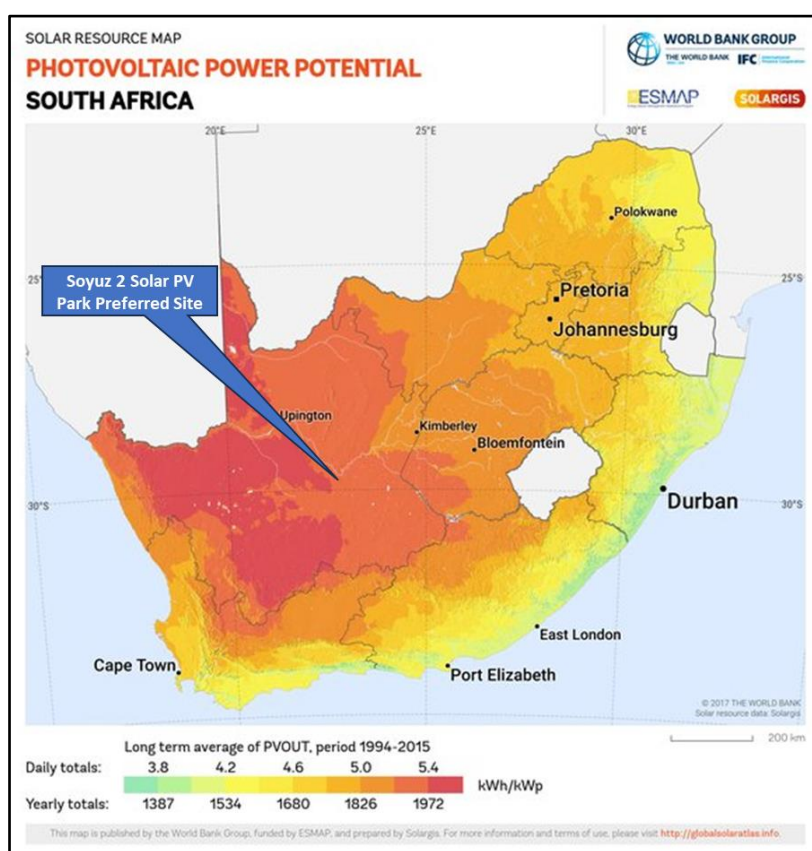 SOLAR RESOURCE MAP
PHOTOVOLTAIC POWER POTENTIAL
SOUTH AFRICA
WORLD BANK GROUP
THE WORLD BANK
IFC
ESMAP
SOLARGIS
20°E
25°E
30°E
Polokwane
25°S
Soyuz 2 Solar PV
Park Preferred Site
Pretoria
Johannesburg
Upington
Kimberley
Bloemfontein
30°S
Durban
30°S
East London
Cape Town
Port Elizabeth
© 2017 THE WORLD BANK
Solar resource data: Solargis
200 km
Long term average of PVOUT, period 1994-2015
Daily totals: 3.8 4.2 4.6 5.0 5.4
kWh/kWp
Yearly totals: 1387 1534 1680 1826 1972
This map is published by the World Bank Group, funded by ESMAP, and prepared by Solargis. For more information and terms of use, please visit http://globalsolaratlas.info.